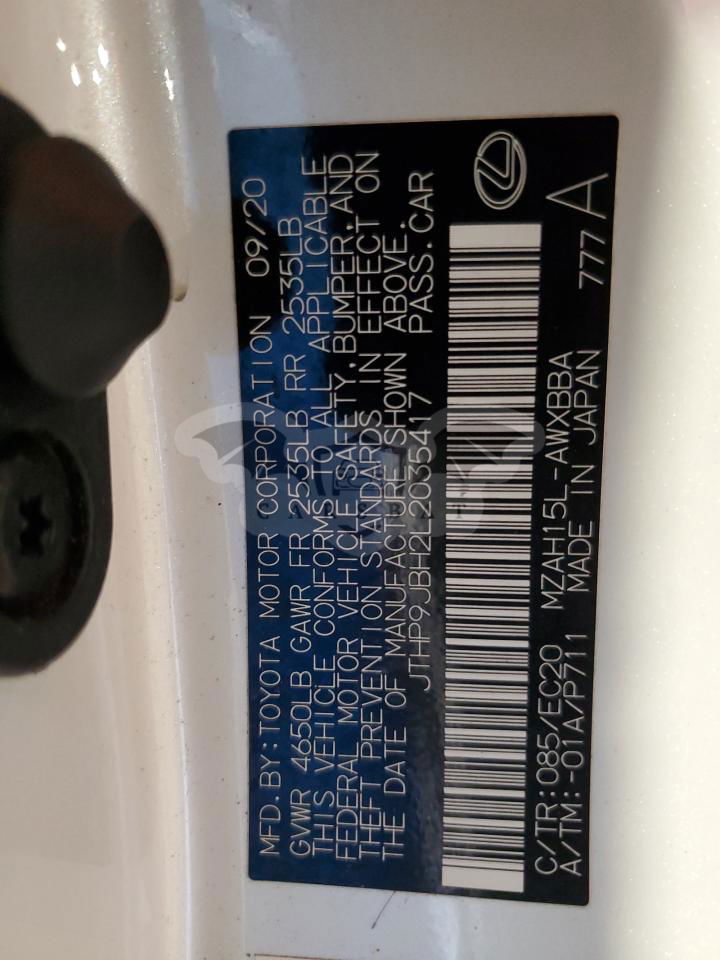 MFD. BY: TOYOTA MOTOR CORPORATION 09/20
GVWR 4650LB GAWR FR 2535LB RR 2535LB
THIS VEHICLE CONFORMS TO ALL APPLICABLE
FEDERAL MOTOR VEHICLE SAFETY, BUMPER, AND
THEFT PREVENTION STANDARDS IN EFFECT ON
THE DATE OF MANUFACTURE SHOWN ABOVE.
JTHP9JBH2L2035417 PASS. CAR
C/TR: 085/EC20 MZAH15L-AWXBBA
A/TM: -01A/P711 MADE IN JAPAN 777 A